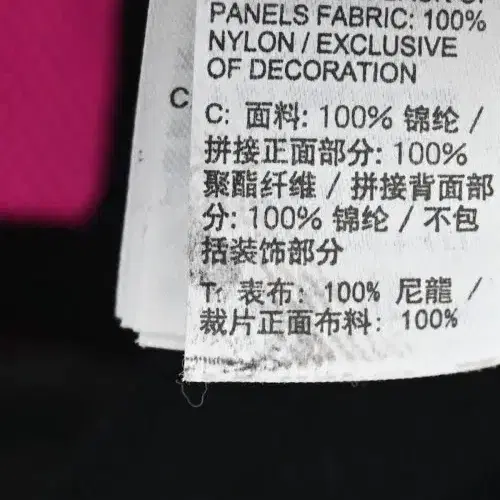 PANELS FABRIC: 100%
NYLON / EXCLUSIVE
OF DECORATION
C
C: 面料: 100% 锦纶 /
拼接正面部分: 100%
聚酯纤维 / 拼接背面部
分: 100% 锦纶 / 不包
括装饰部分
T: 表布: 100% 尼龍 /
裁片正面布料: 100%